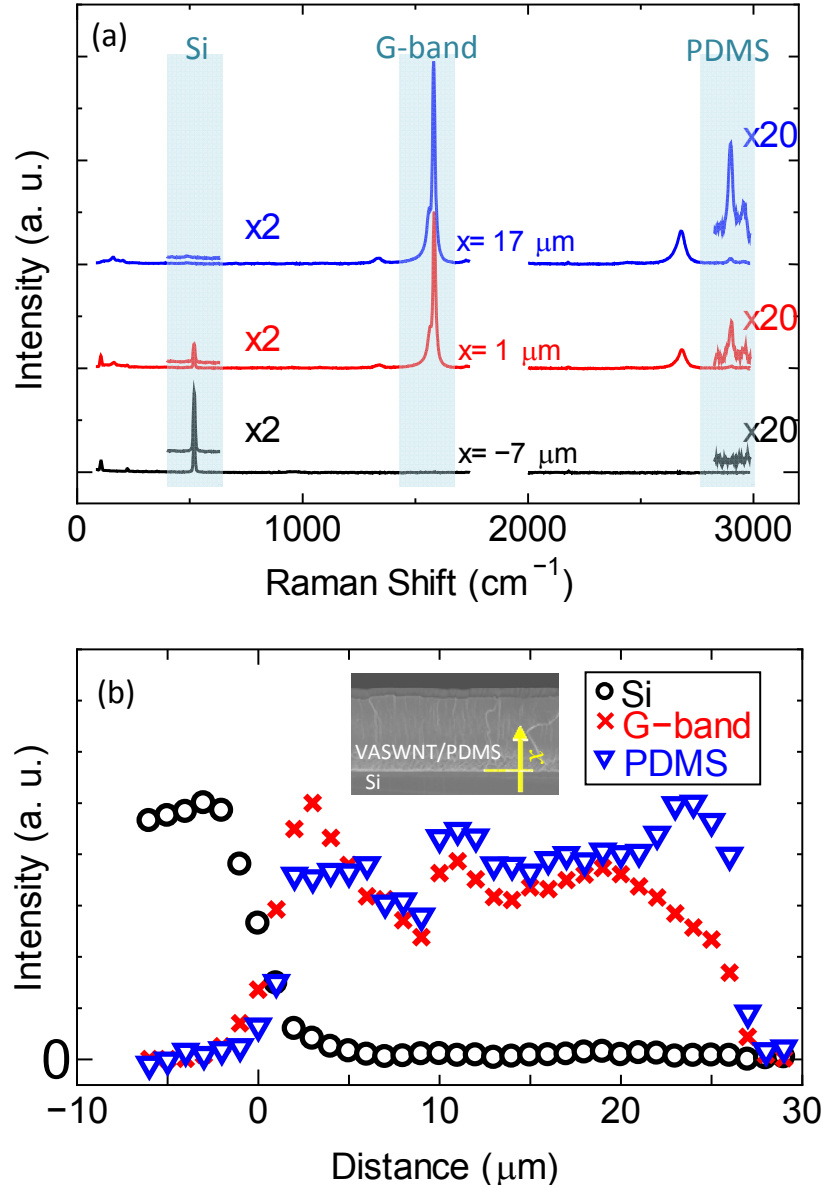 (a)
Si
G-band
PDMS
x20
x2
x= 17 μm
x20
x2
x= 1 μm
x20
x2
x= −7 μm
Intensity (a. u.)
0
1000
2000
3000
Raman Shift (cm−1)
(b)
Si
G−band
PDMS
VASWNT/PDMS
x
Si
Intensity (a. u.)
0
−10
0
10
20
30
Distance (μm)